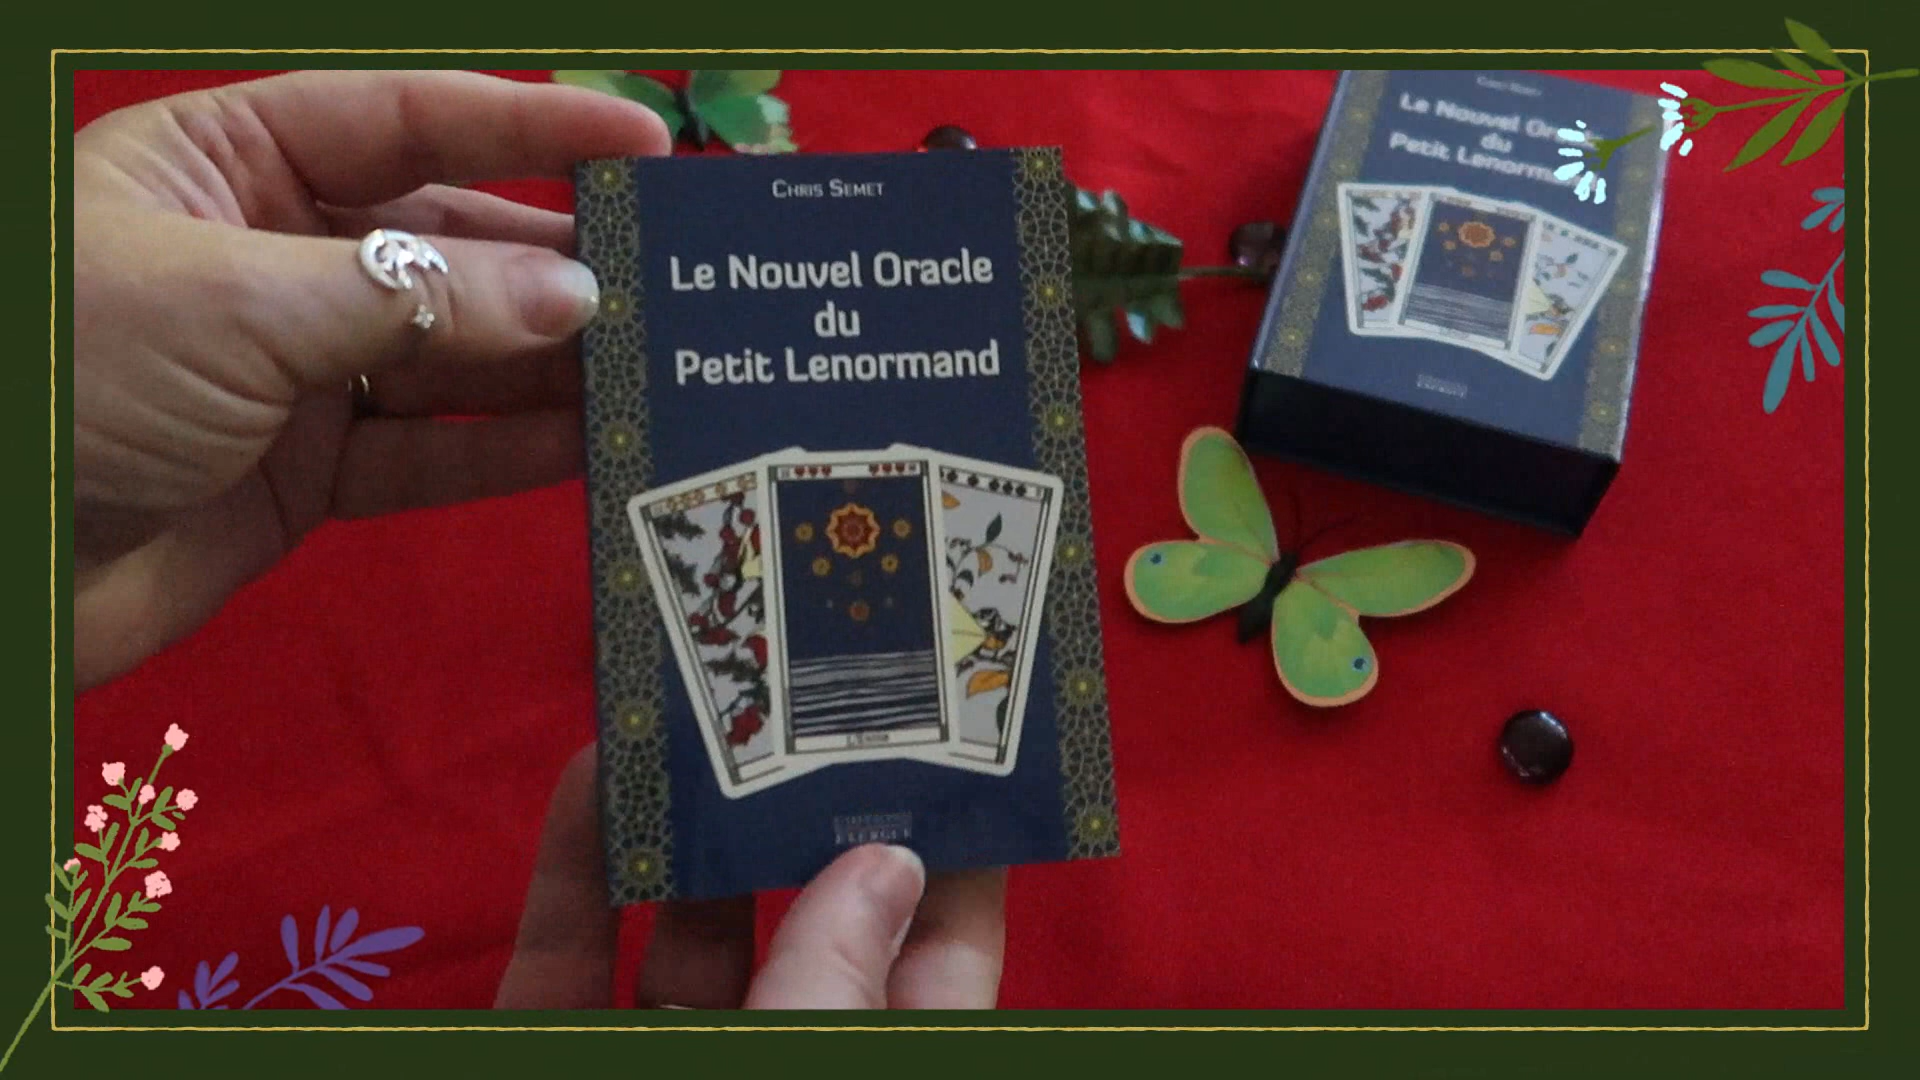 CHRIS SEMET
Le Nouvel Oracle
du
Petit Lenormand
Le Nouvel Oracle
du
Petit Lenormand